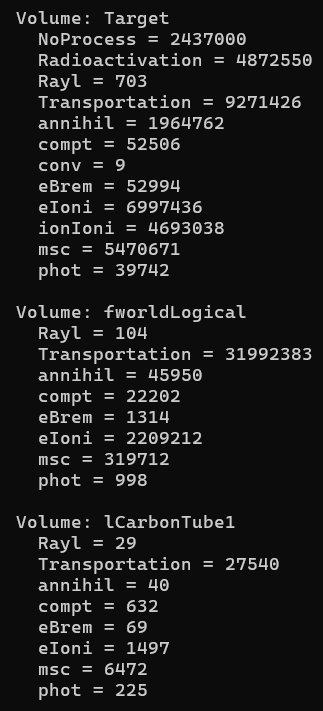 Volume: Target
NoProcess = 2437000
Radioactivation = 4872550
Rayl = 703
Transportation = 9271426
annihil = 1964762
compt = 52506
conv = 9
eBrem = 52994
eIoni = 6997436
ionIoni = 4693038
msc = 5470671
phot = 39742

Volume: fworldLogical
Rayl = 104
Transportation = 31992383
annihil = 45950
compt = 22202
eBrem = 1314
eIoni = 2209212
msc = 319712
phot = 998

Volume: lCarbonTube1
Rayl = 29
Transportation = 27540
annihil = 40
compt = 632
eBrem = 69
eIoni = 1497
msc = 6472
phot = 225